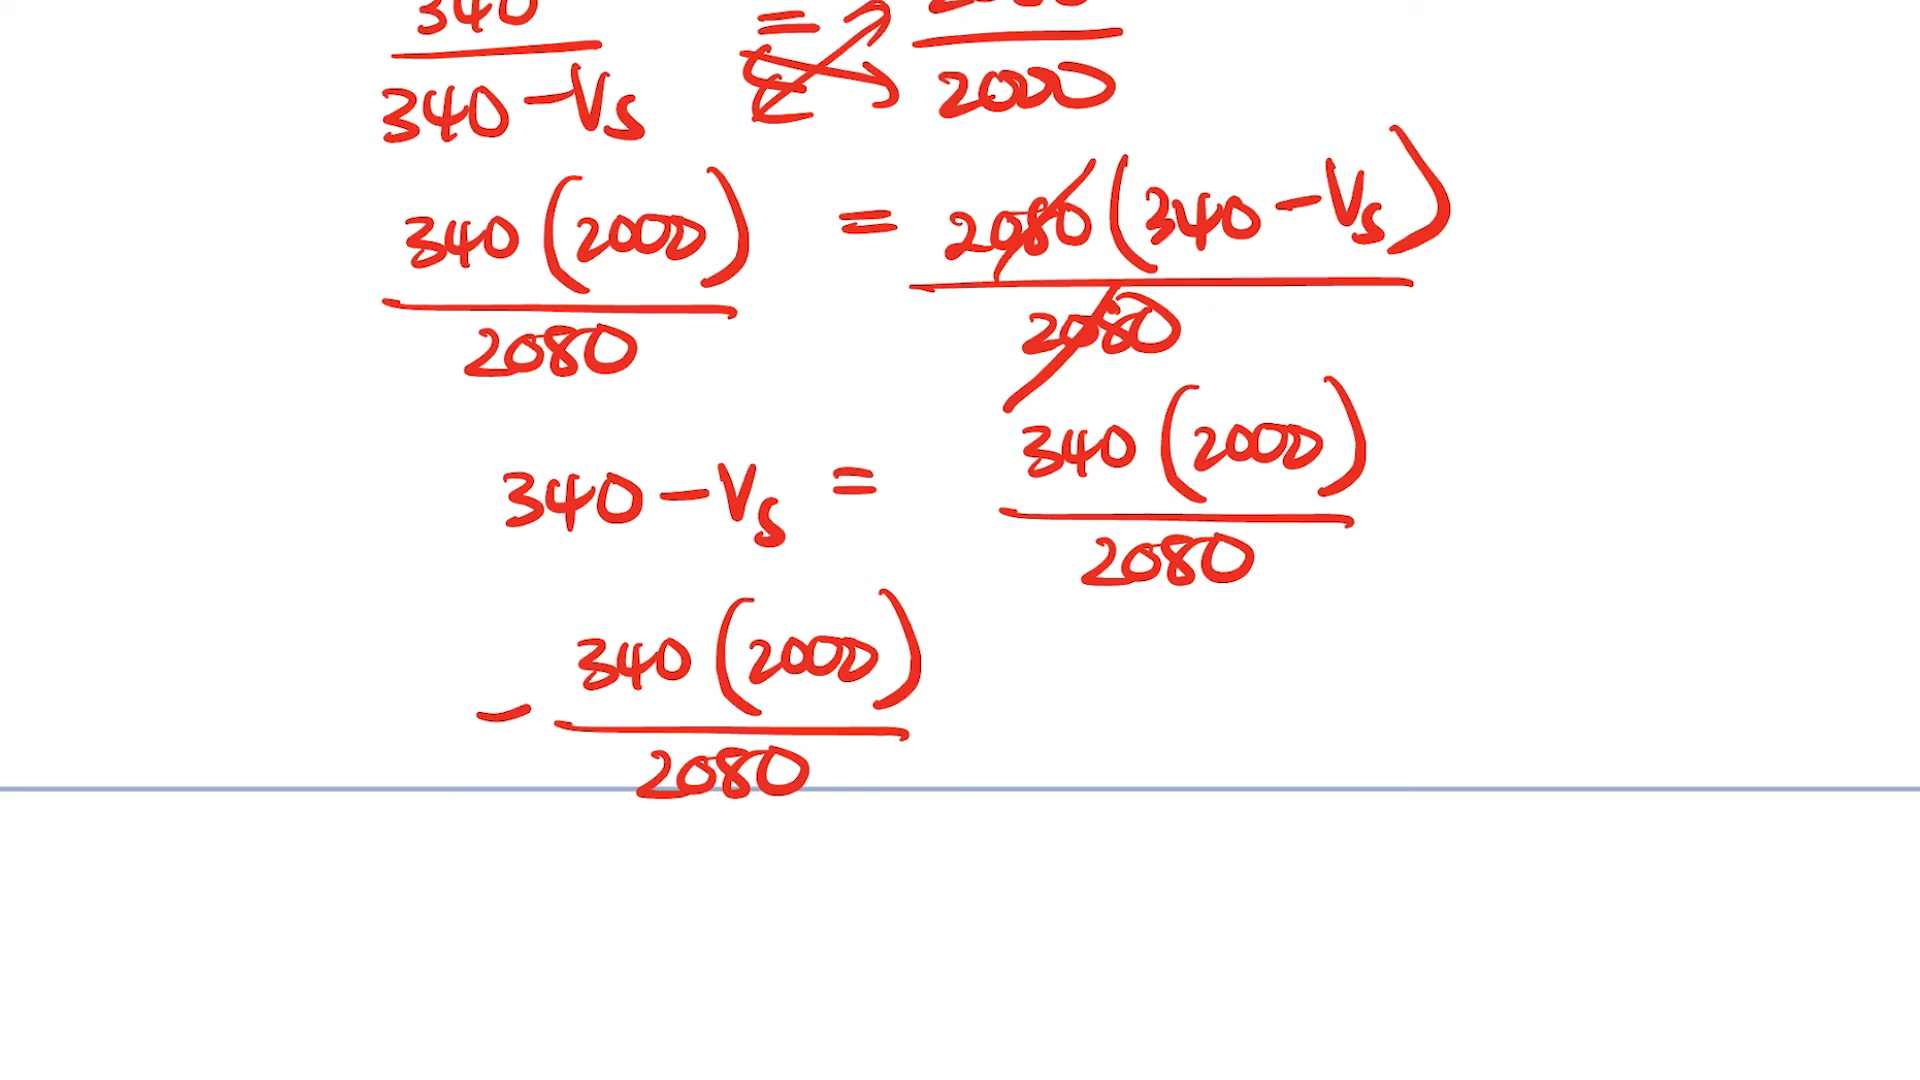 340 / 340 - Vs = / 2000
340 (2000) / 2080 = 2080 (340 - Vs) / 2080
340 - Vs = 340 (2000) / 2080
- 340 (2000) / 2080